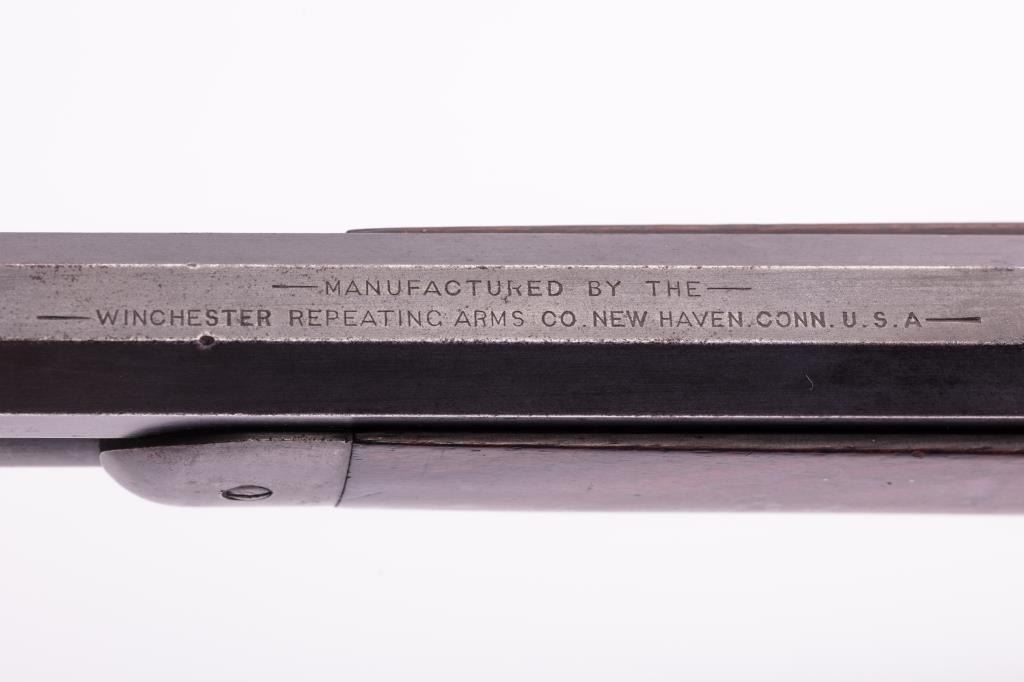 —MANUFACTURED BY THE—
—WINCHESTER REPEATING ARMS CO. NEW HAVEN. CONN. U.S.A—